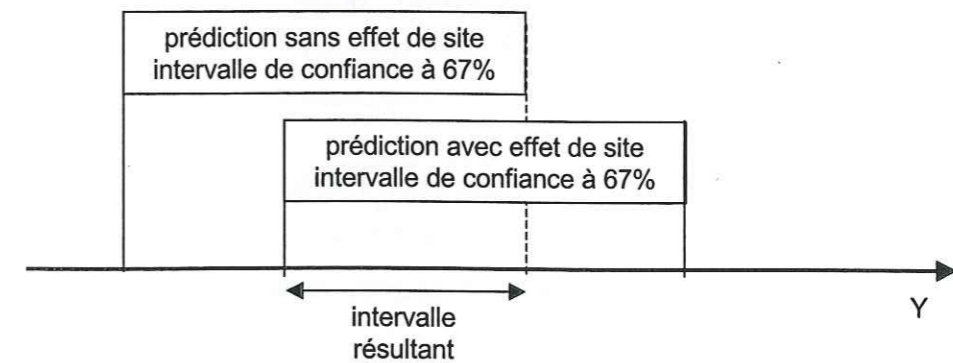 prédiction sans effet de site
intervalle de confiance à 67%
prédiction avec effet de site
intervalle de confiance à 67%
Y
intervalle
résultant